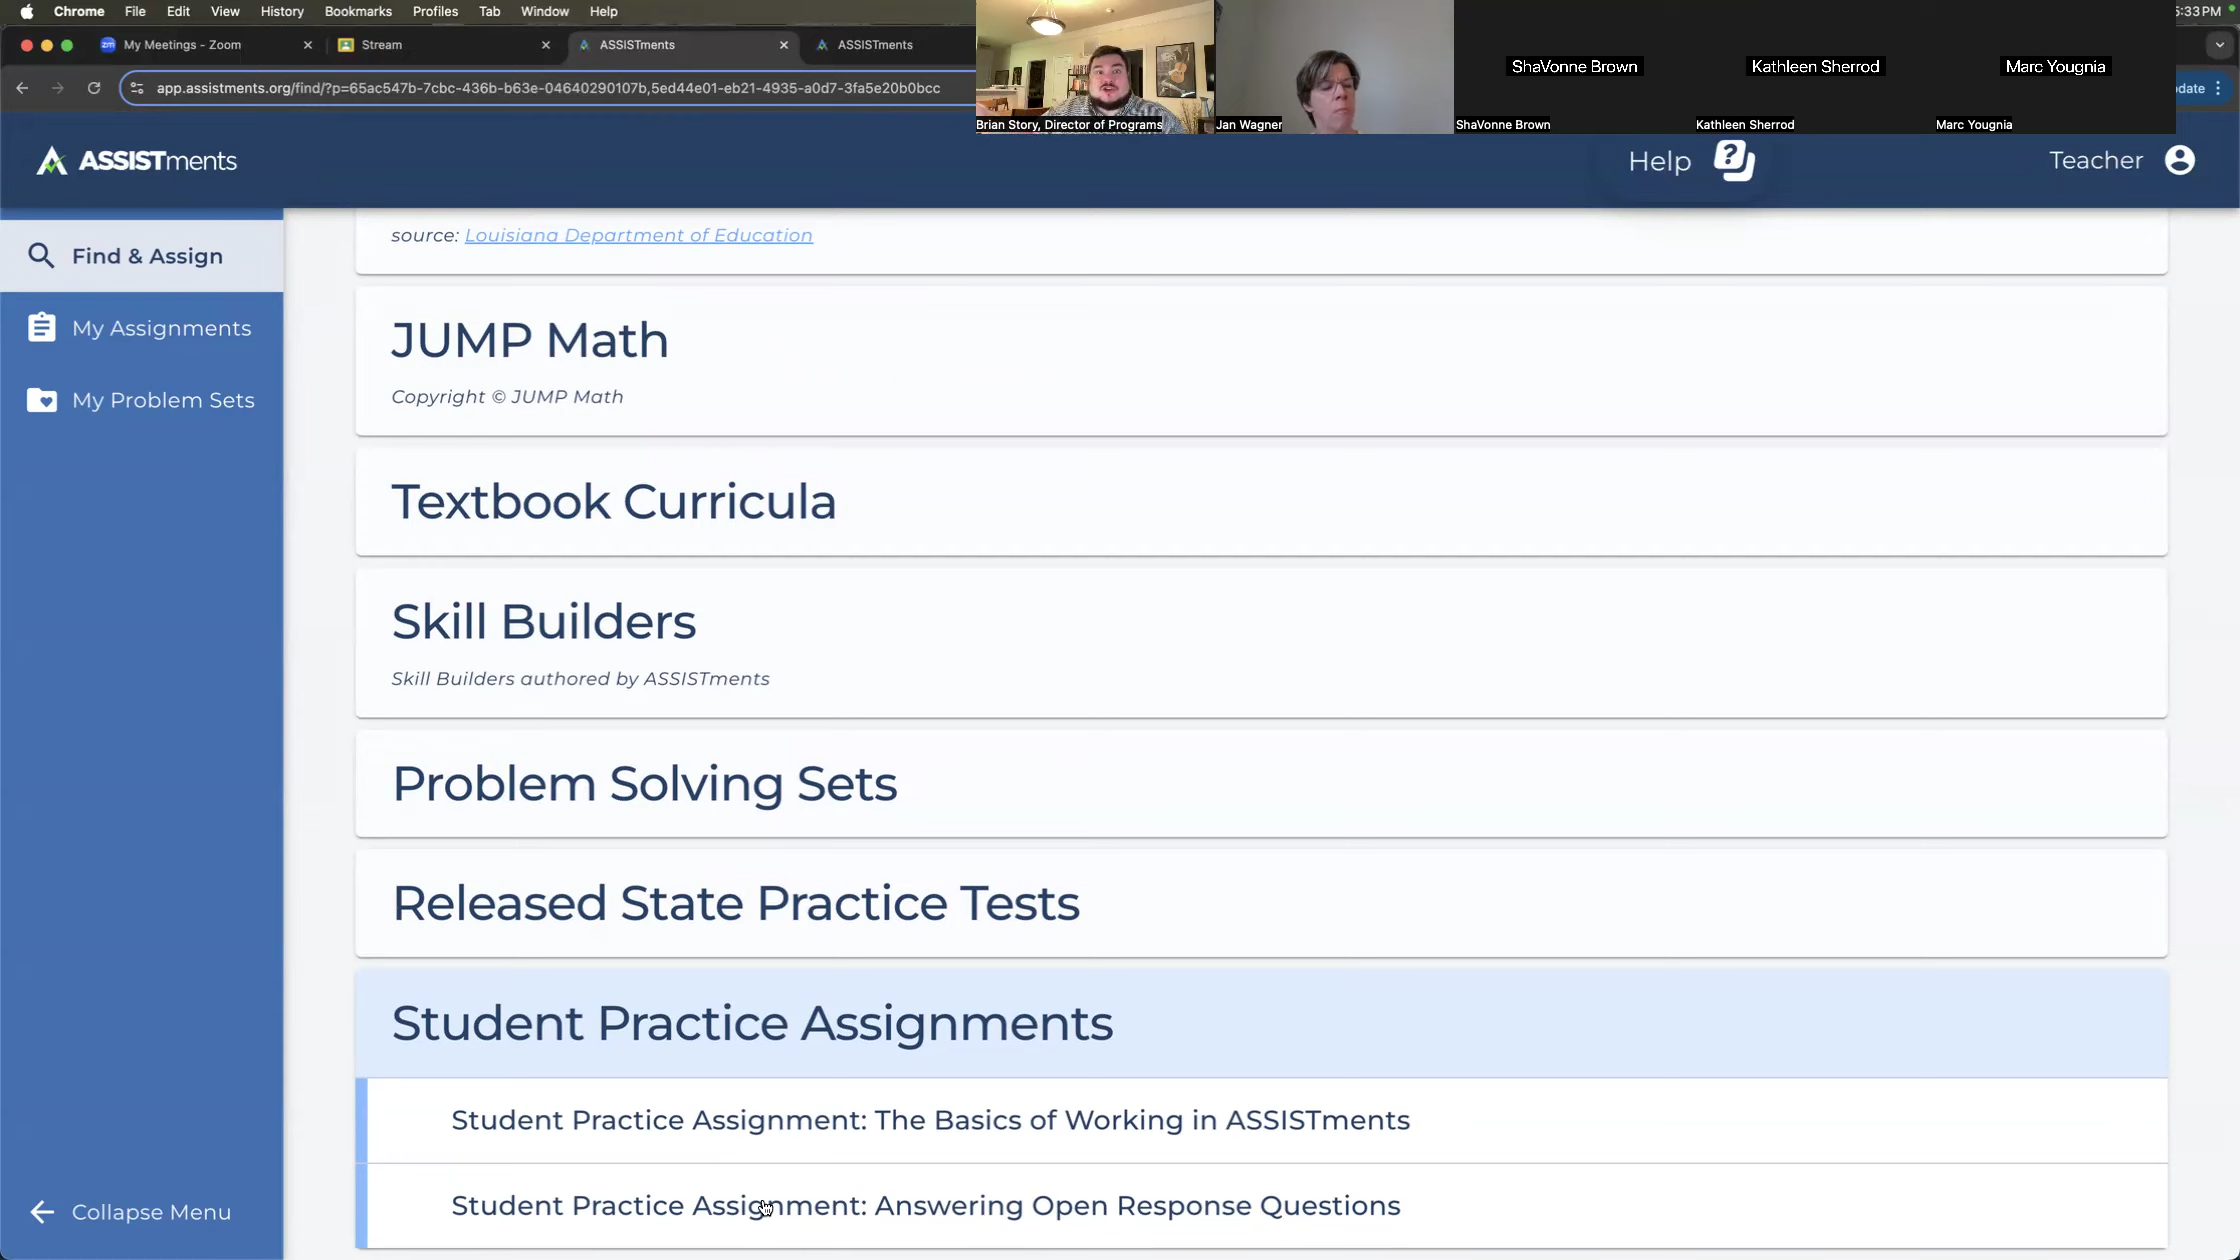 Chrome File Edit View History Bookmarks Profiles Tab Window Help
5:33 PM
My Meetings - Zoom
Stream
ASSISTments
ASSISTments
app.assistments.org/find/?p=65ac547b-7cbc-436b-b63e-04640290107b,5ed44e01-eb21-4935-a0d7-3fa5e20b0bcc
Brian Story, Director of Programs
Jan Wagner
ShaVonne Brown
ShaVonne Brown
Kathleen Sherrod
Kathleen Sherrod
Marc Yougnia
Marc Yougnia
ASSISTments
Help
Teacher
Find & Assign
My Assignments
My Problem Sets
Collapse Menu
source: Louisiana Department of Education
JUMP Math
Copyright © JUMP Math
Textbook Curricula
Skill Builders
Skill Builders authored by ASSISTments
Problem Solving Sets
Released State Practice Tests
Student Practice Assignments
Student Practice Assignment: The Basics of Working in ASSISTments
Student Practice Assignment: Answering Open Response Questions